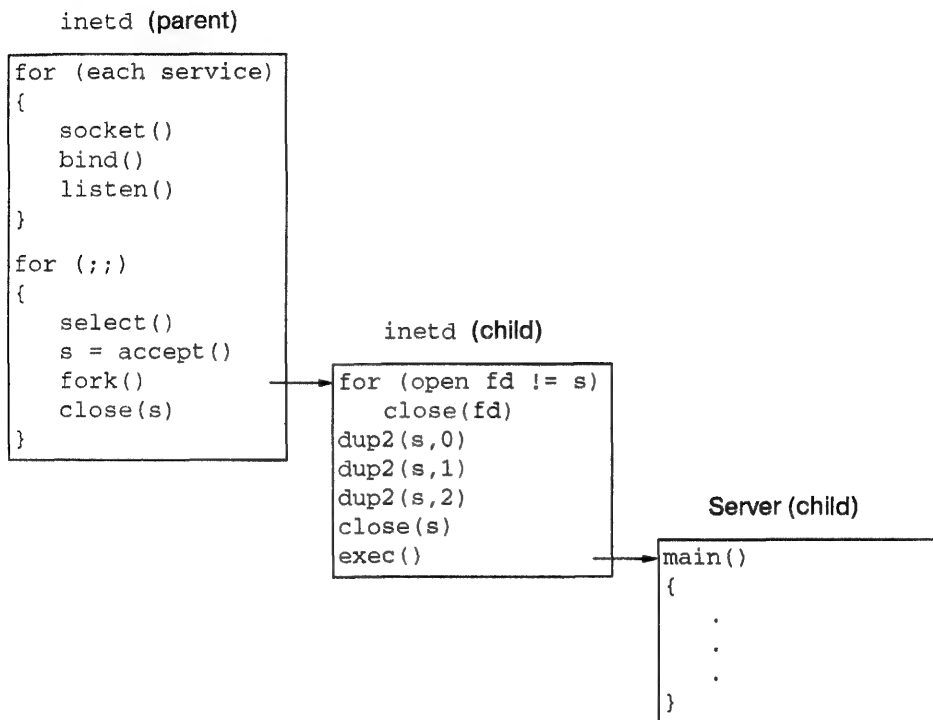 inetd (parent)
for (each service)
{
socket()
bind()
listen()
}
for (;;)
{
select()
s = accept()
fork()
close(s)
}
inetd (child)
for (open fd != s)
close(fd)
dup2(s,0)
dup2(s,1)
dup2(s,2)
close(s)
exec()
Server (child)
main()
{
.
.
.
}